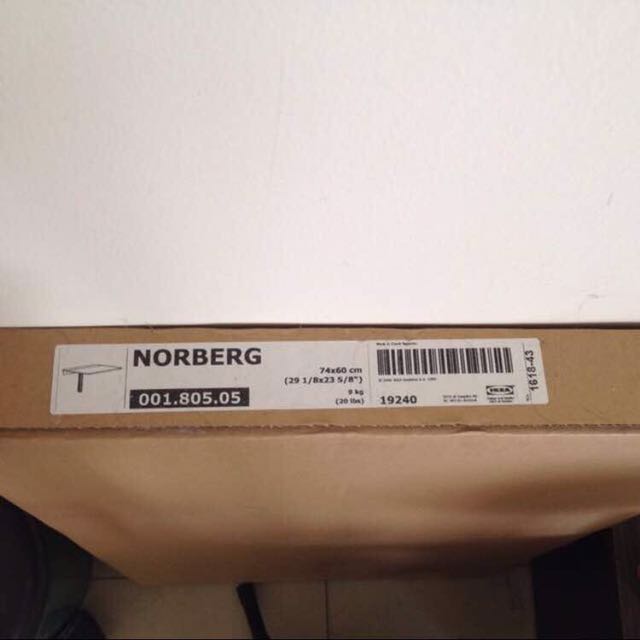 NORBERG
001.805.05
74x60 cm
(29 1/8x23 5/8")
9 kg
(20 lbs)
19240
IKEA
1618-43